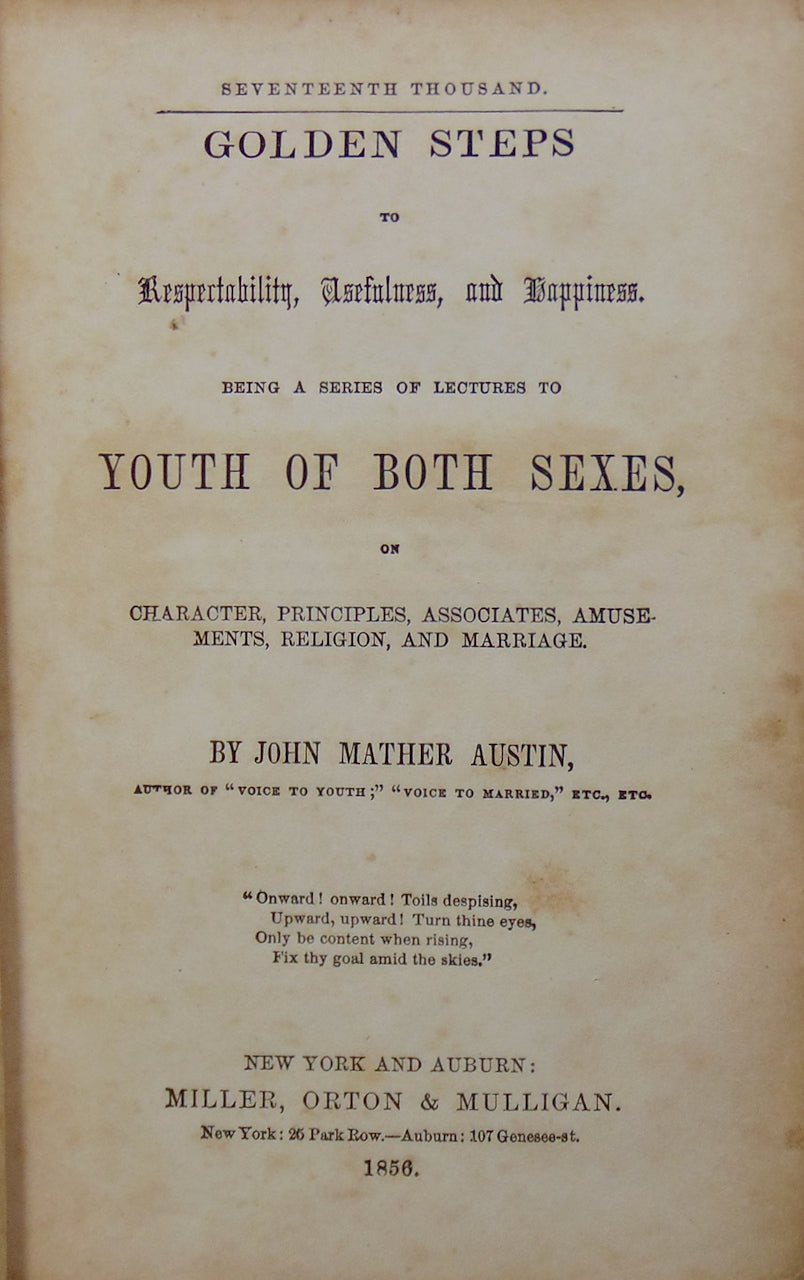 SEVENTEENTH THOUSAND.
GOLDEN STEPS
TO
Respectability, Usefulness, and Happiness.
BEING A SERIES OF LECTURES TO
YOUTH OF BOTH SEXES,
ON
CHARACTER, PRINCIPLES, ASSOCIATES, AMUSE-
MENTS, RELIGION, AND MARRIAGE.
BY JOHN MATHER AUSTIN,
AUTHOR OF "VOICE TO YOUTH;" "VOICE TO MARRIED," ETC., ETC.
"Onward! onward! Toils despising,
Upward, upward! Turn thine eyes,
Only be content when rising,
Fix thy goal amid the skies."
NEW YORK AND AUBURN:
MILLER, ORTON & MULLIGAN.
New York: 26 Park Row.—Auburn: 107 Genesee-st.
1856.